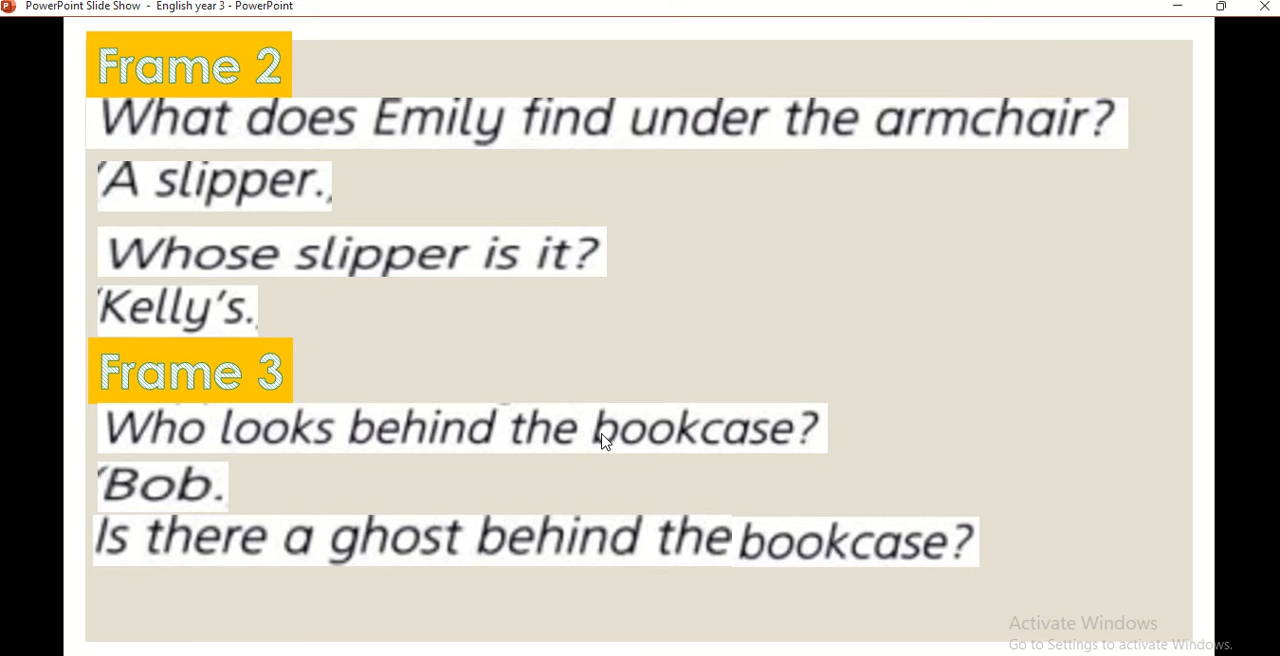 PowerPoint Slide Show - English year 3 - PowerPoint
Frame 2
What does Emily find under the armchair?
‘A slipper.,
Whose slipper is it?
‘Kelly’s.
Frame 3
Who looks behind the bookcase?
‘Bob.
Is there a ghost behind the bookcase?
Activate Windows
Go to Settings to activate Windows.